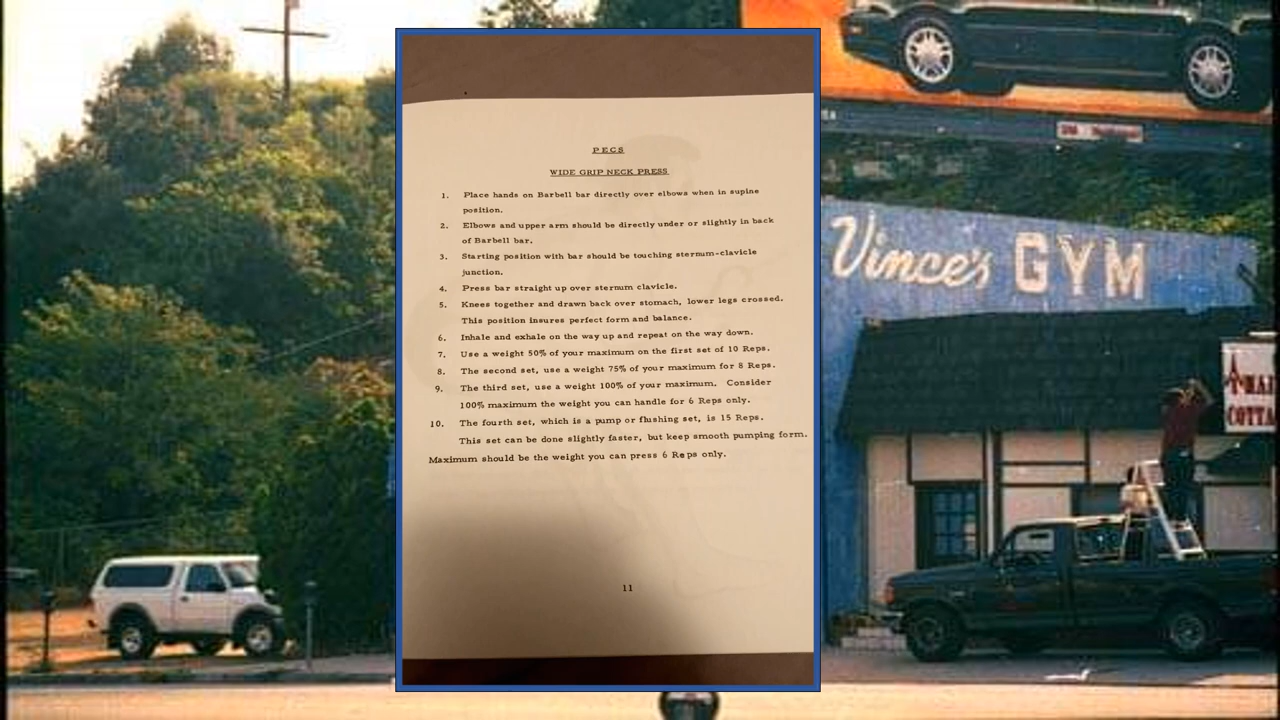 PECS
WIDE GRIP NECK PRESS
1. Place hands on Barbell bar directly over elbows when in supine
position.
2. Elbows and upper arm should be directly under or slightly in back
of Barbell bar.
3. Starting position with bar should be touching sternum-clavicle
junction.
4. Press bar straight up over sternum clavicle.
5. Knees together and drawn back over stomach, lower legs crossed.
This position insures perfect form and balance.
6. Inhale and exhale on the way up and repeat on the way down.
7. Use a weight 50% of your maximum on the first set of 10 Reps.
8. The second set, use a weight 75% of your maximum for 8 Reps.
9. The third set, use a weight 100% of your maximum. Consider
100% maximum the weight you can handle for 6 Reps only.
10. The fourth set, which is a pump or flushing set, is 15 Reps.
This set can be done slightly faster, but keep smooth pumping form.
Maximum should be the weight you can press 6 Reps only.
11
Vince's GYM